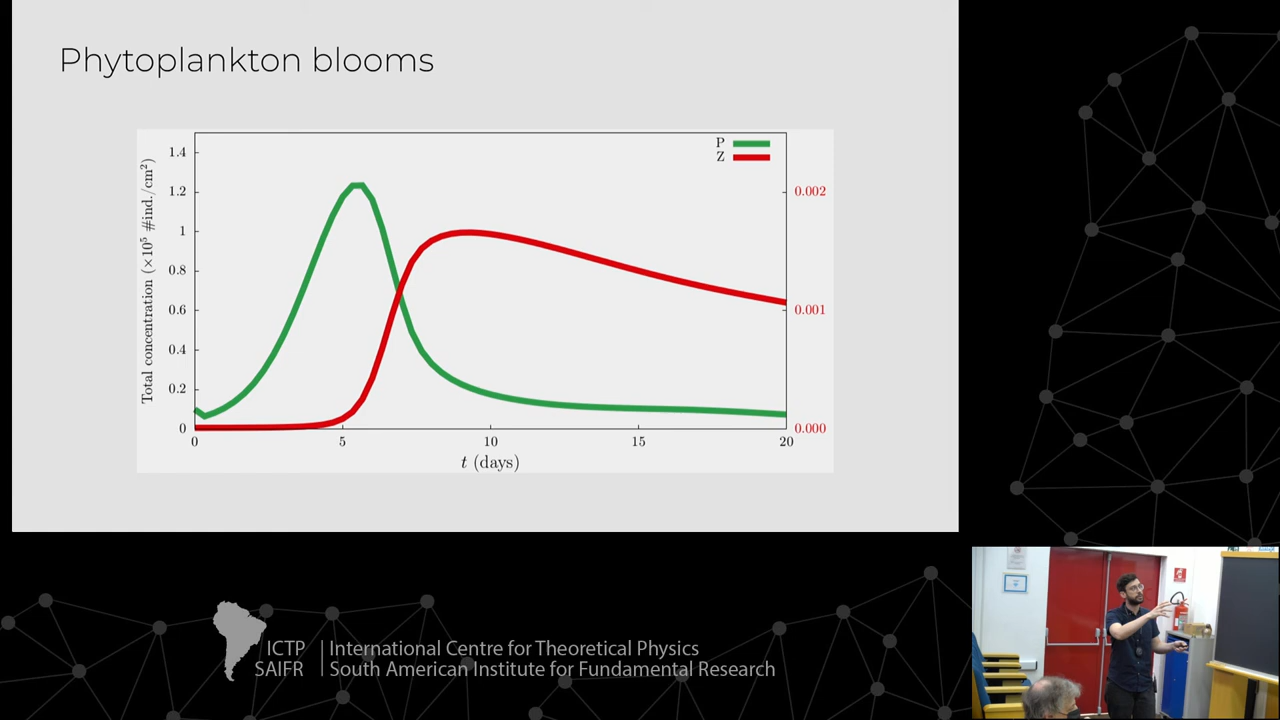 Phytoplankton blooms
P
Z
1.4
1.2
1
0.8
0.6
0.4
0.2
0
Total concentration (×10⁵ #ind./cm²)
0.002
0.001
0.000
0
5
10
15
20
t (days)
ICTP
SAIFR
International Centre for Theoretical Physics
South American Institute for Fundamental Research